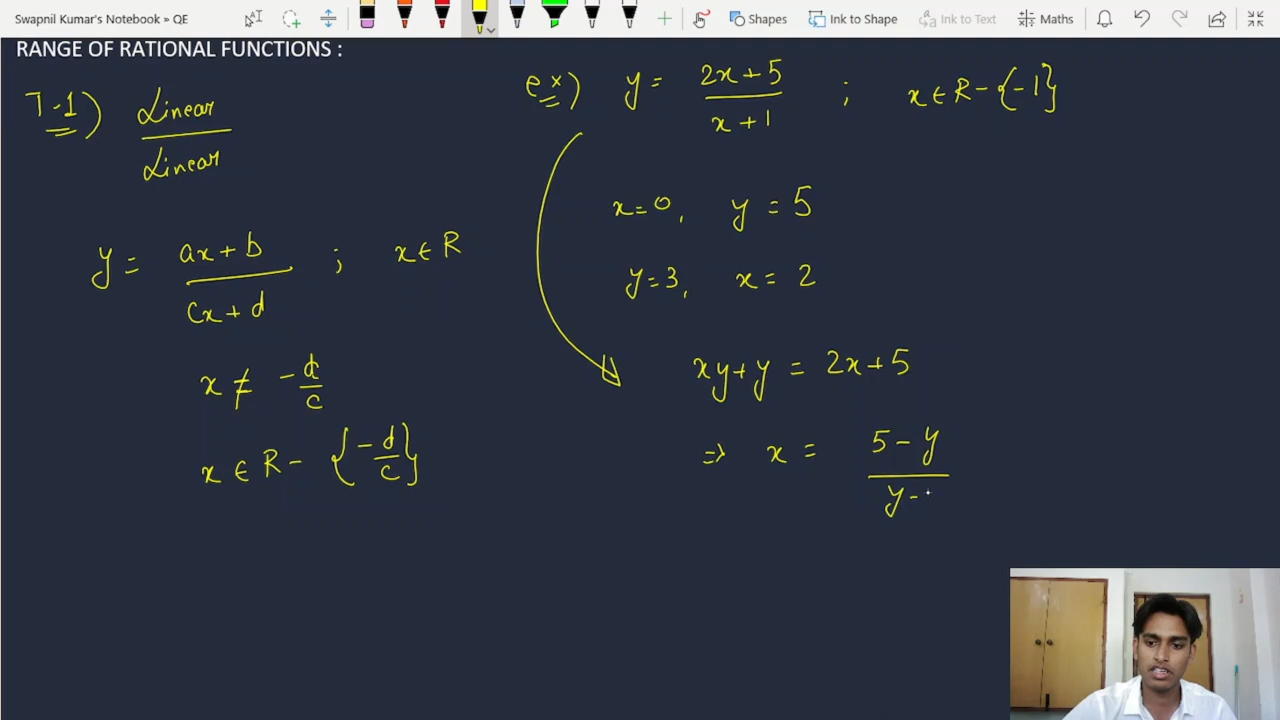 Swapnil Kumar's Notebook » QE
Shapes
Ink to Shape
Ink to Text
Maths
RANGE OF RATIONAL FUNCTIONS :
T-1) Linear / Linear
y = (ax+b)/(cx+d) ; x ∈ R
x ≠ -d/c
x ∈ R - {-d/c}
ex) y = (2x+5)/(x+1) ; x ∈ R - {-1}
x=0, y = 5
y=3, x = 2
xy+y = 2x+5
⇒ x = (5-y)/(y-